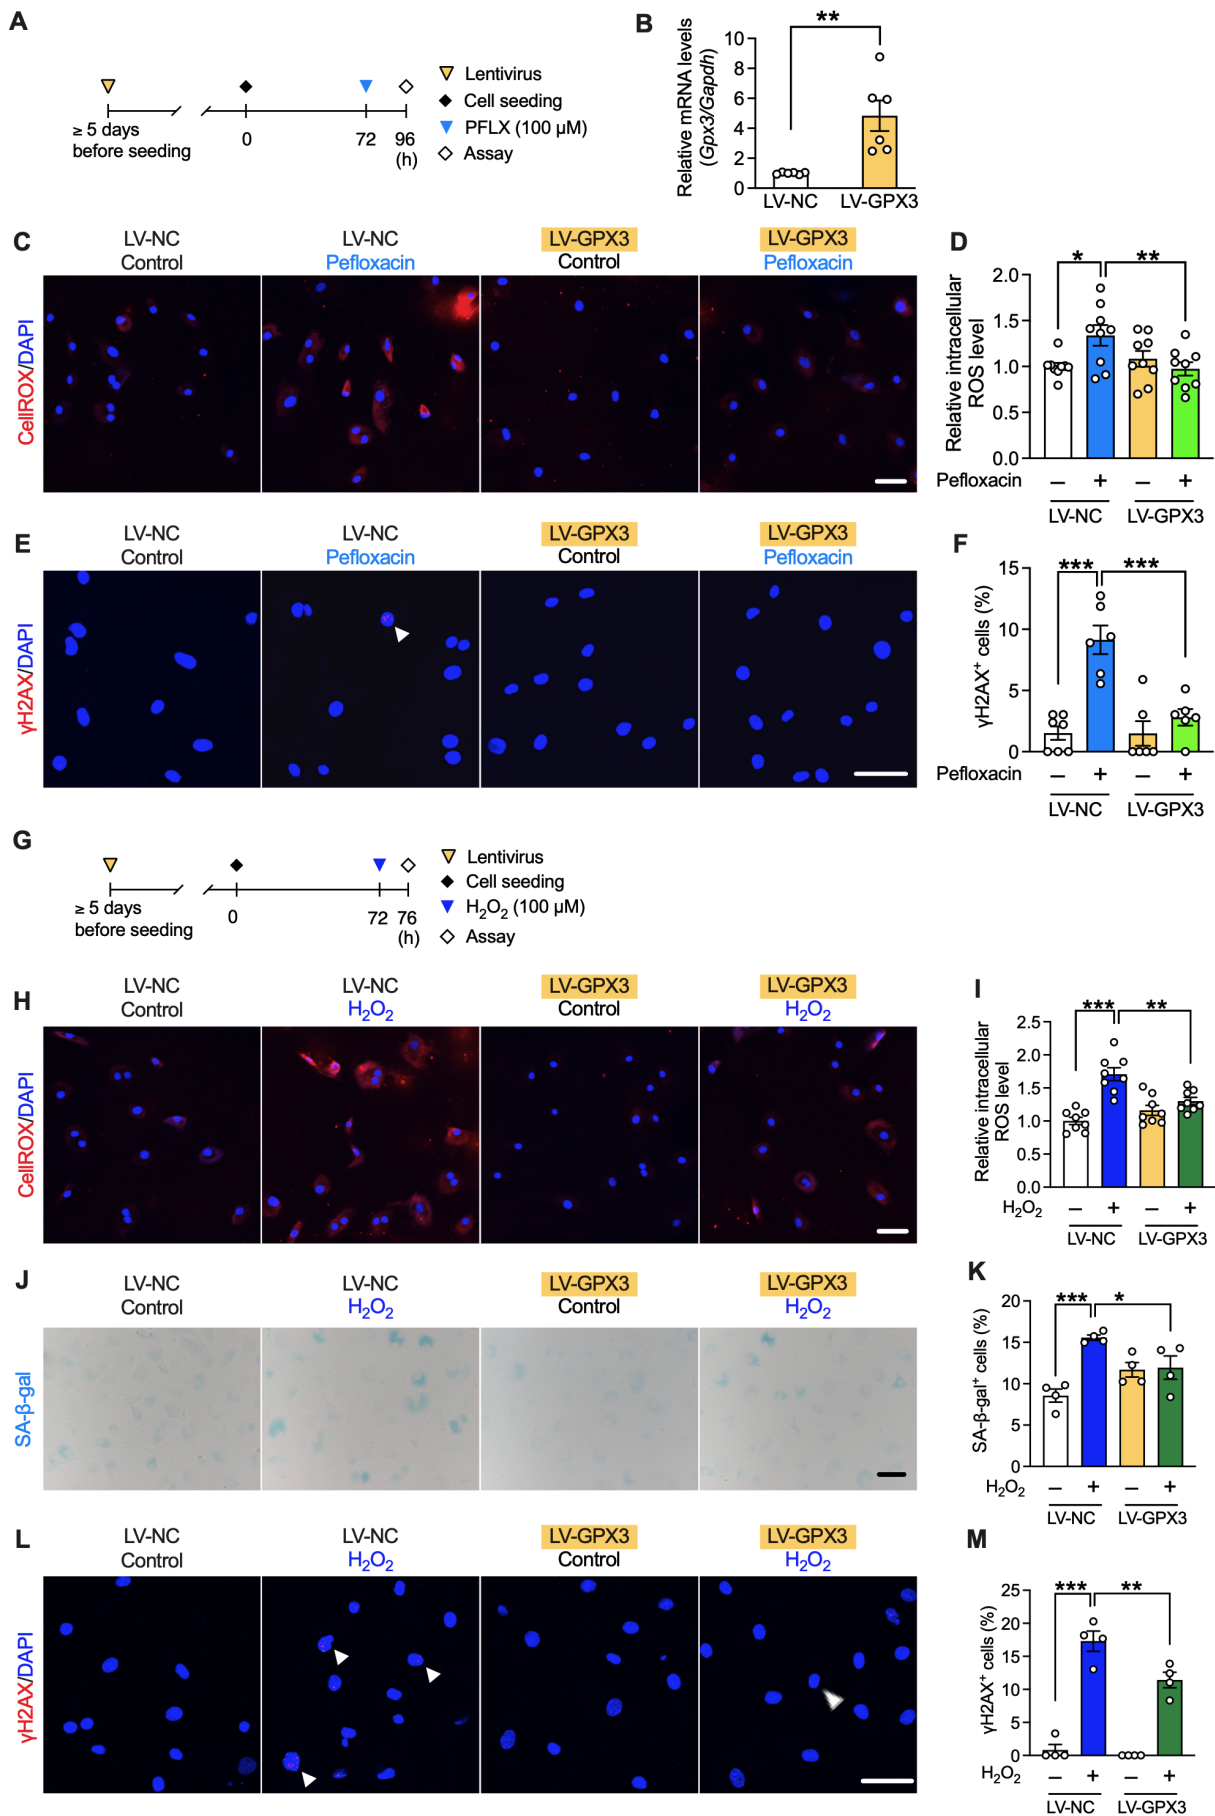 A
Lentivirus
Cell seeding
PFLX (100 µM)
Assay
≥ 5 days
before seeding
0
72
96
(h)
B
**
Relative mRNA levels
(Gpx3/Gapdh)
10
8
6
4
2
0
LV-NC
LV-GPX3
C
LV-NC
Control
LV-NC
Pefloxacin
LV-GPX3
Control
LV-GPX3
Pefloxacin
CellROX/DAPI
D
*
**
Relative intracellular
ROS level
2.0
1.5
1.0
0.5
0.0
Pefloxacin
– + – +
LV-NC
LV-GPX3
E
LV-NC
Control
LV-NC
Pefloxacin
LV-GPX3
Control
LV-GPX3
Pefloxacin
γH2AX/DAPI
F
***
***
γH2AX⁺ cells (%)
15
10
5
0
Pefloxacin
– + – +
LV-NC
LV-GPX3
G
Lentivirus
Cell seeding
H₂O₂ (100 µM)
Assay
≥ 5 days
before seeding
0
72
76
(h)
H
LV-NC
Control
LV-NC
H₂O₂
LV-GPX3
Control
LV-GPX3
H₂O₂
CellROX/DAPI
I
***
**
Relative intracellular
ROS level
2.5
2.0
1.5
1.0
0.5
0.0
H₂O₂
– + – +
LV-NC
LV-GPX3
J
LV-NC
Control
LV-NC
H₂O₂
LV-GPX3
Control
LV-GPX3
H₂O₂
SA-β-gal
K
***
*
SA-β-gal⁺ cells (%)
20
15
10
5
0
H₂O₂
– + – +
LV-NC
LV-GPX3
L
LV-NC
Control
LV-NC
H₂O₂
LV-GPX3
Control
LV-GPX3
H₂O₂
γH2AX/DAPI
M
***
**
γH2AX⁺ cells (%)
25
20
15
10
5
0
H₂O₂
– + – +
LV-NC
LV-GPX3